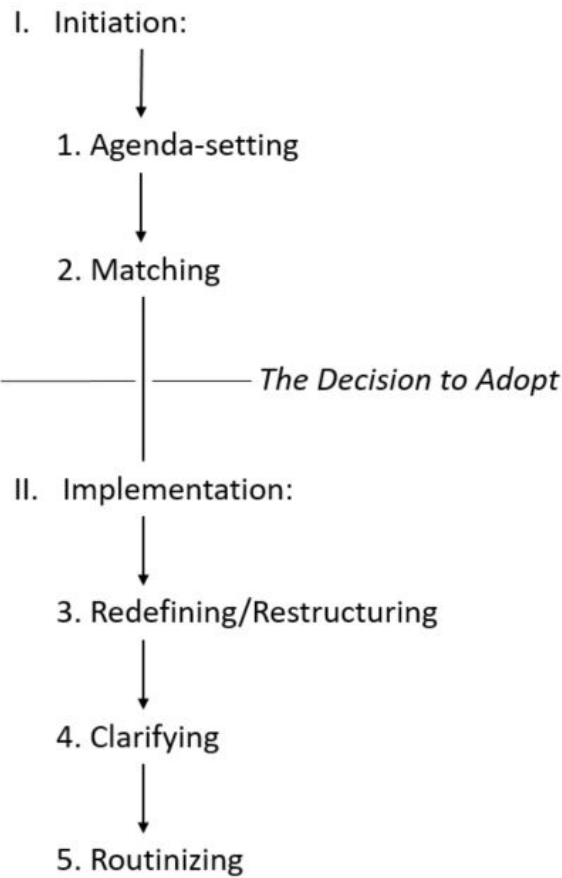 I. Initiation:
1. Agenda-setting
2. Matching
The Decision to Adopt
II. Implementation:
3. Redefining/Restructuring
4. Clarifying
5. Routinizing